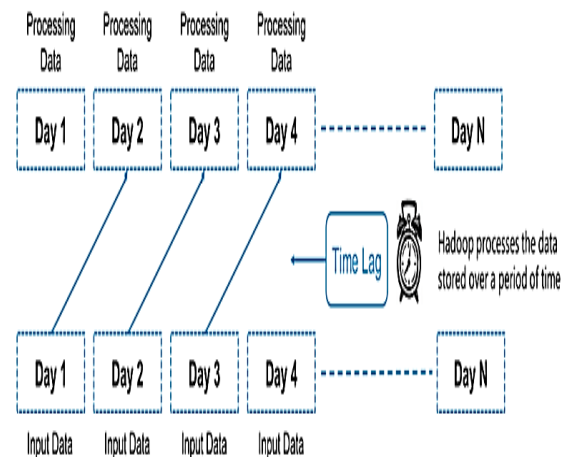 Processing Data
Processing Data
Processing Data
Processing Data
Day 1
Day 2
Day 3
Day 4
Day N
Time Lag
Hadoop processes the data
stored over a period of time
Day 1
Day 2
Day 3
Day 4
Day N
Input Data
Input Data
Input Data
Input Data